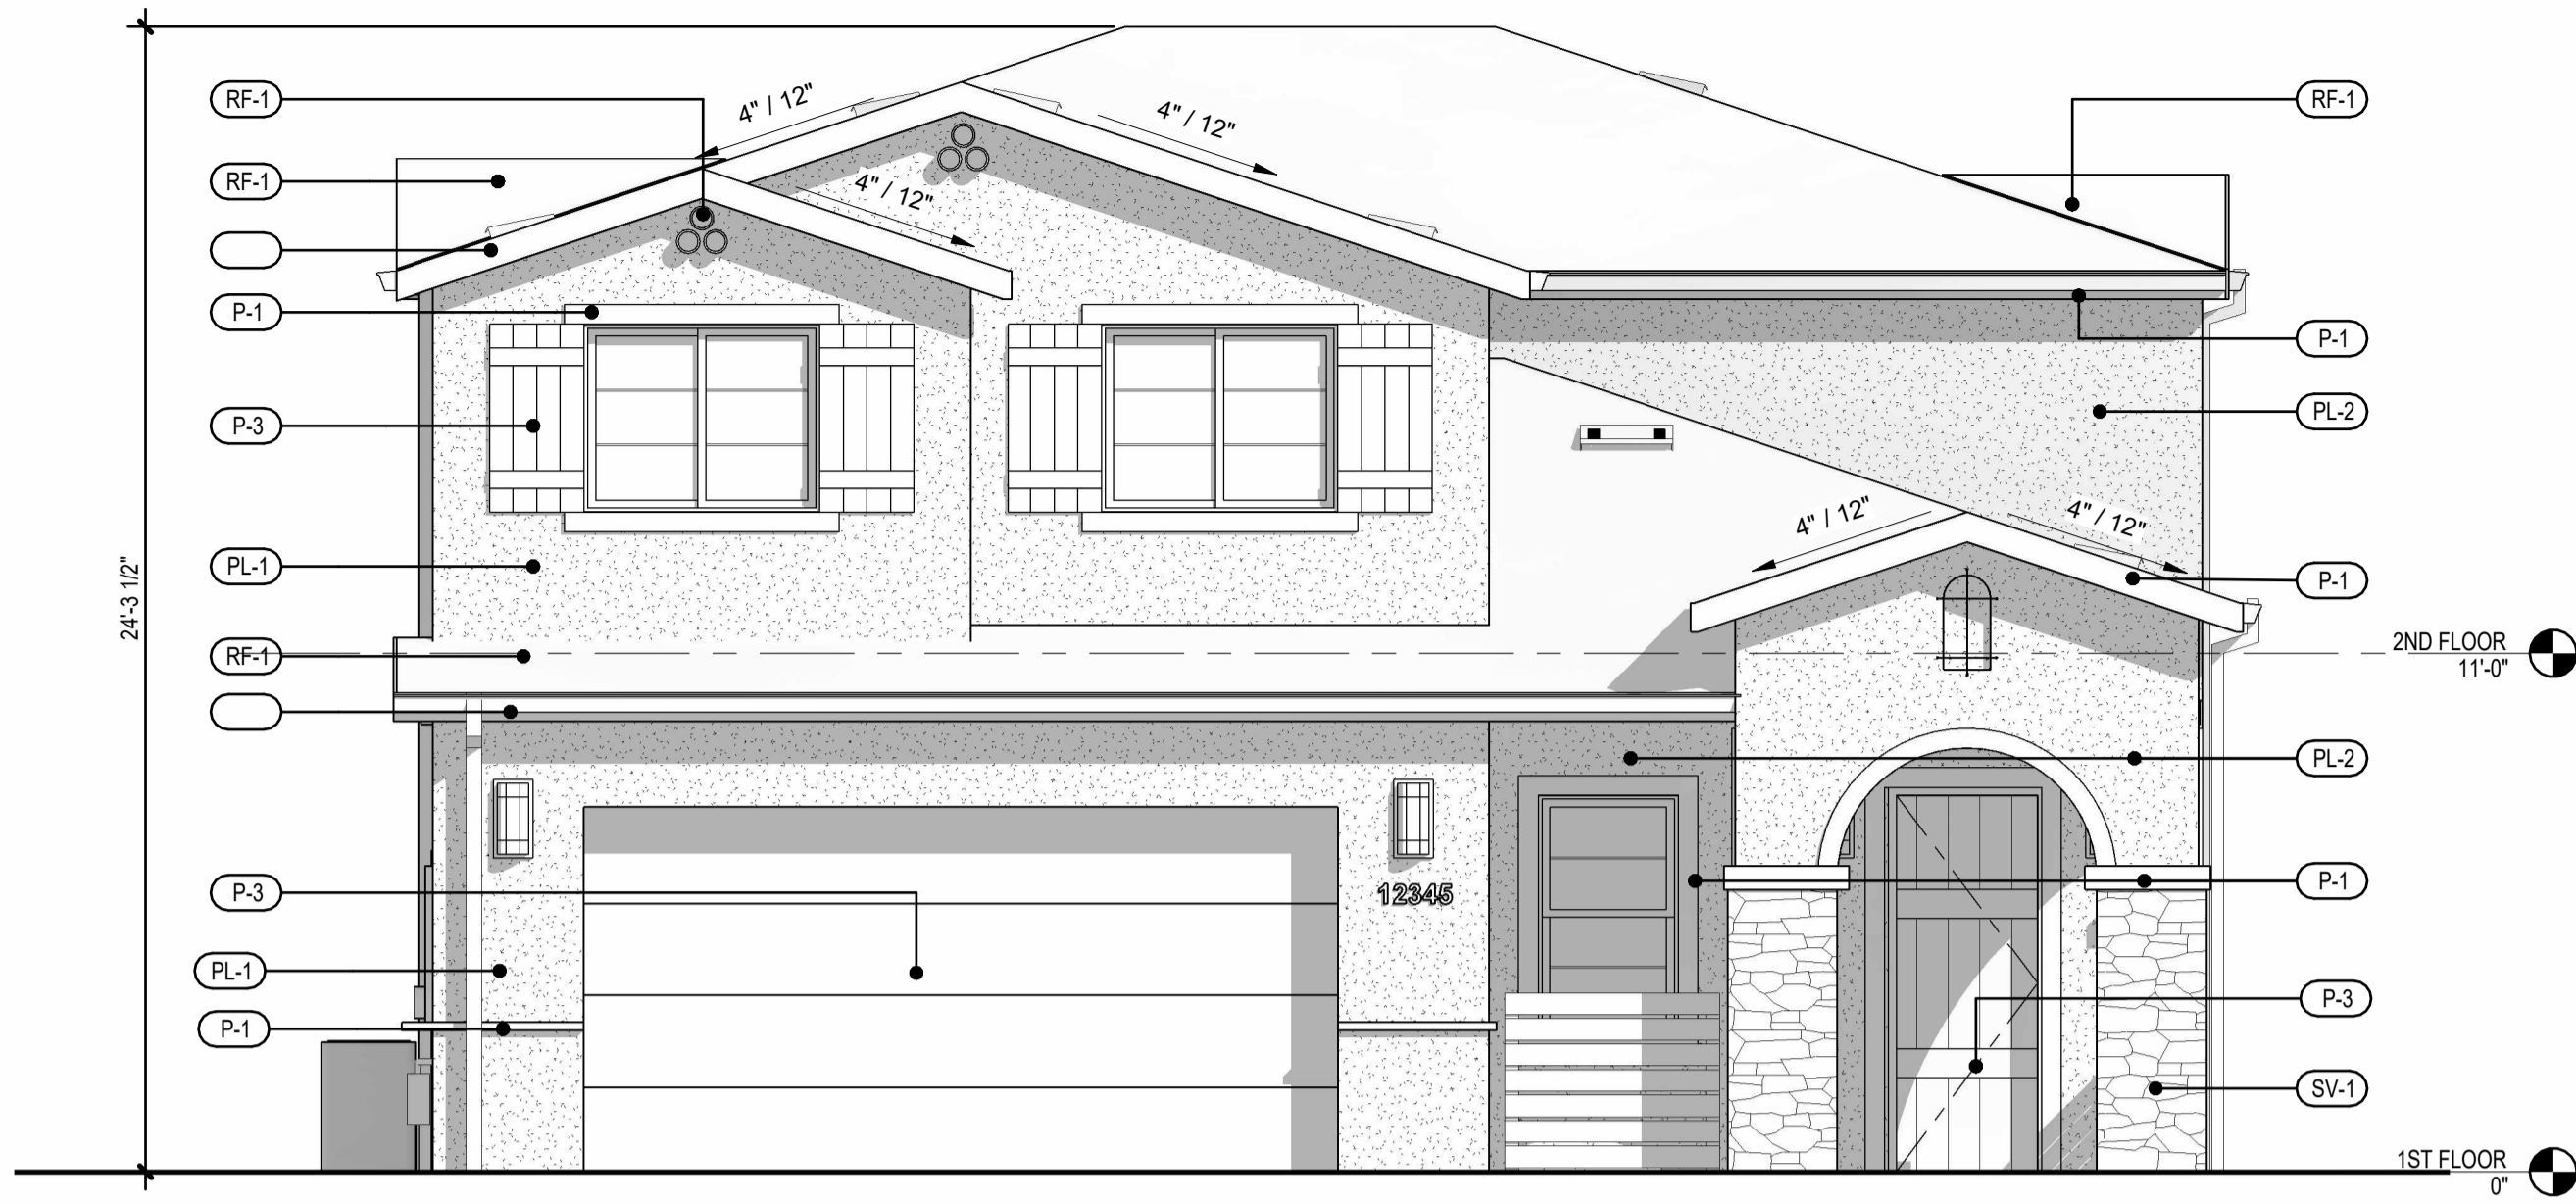 RF-1
RF-1
P-1
P-3
PL-1
RF-1
P-3
PL-1
P-1
24'-3 1/2"
4" / 12"
4" / 12"
4" / 12"
4" / 12"
4" / 12"
12345
RF-1
P-1
PL-2
P-1
2ND FLOOR
11'-0"
PL-2
P-1
P-3
SV-1
1ST FLOOR
0"